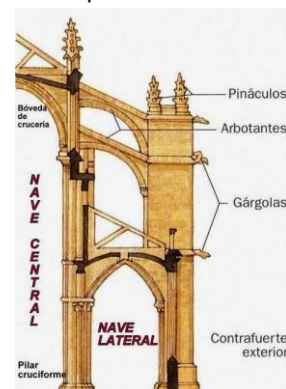 Pináculos
Bóveda
de
crucería
Arbotantes
NAVE CENTRAL
Gárgolas
NAVE
LATERAL
Contrafuerte
exterior
Pilar
cruciforme